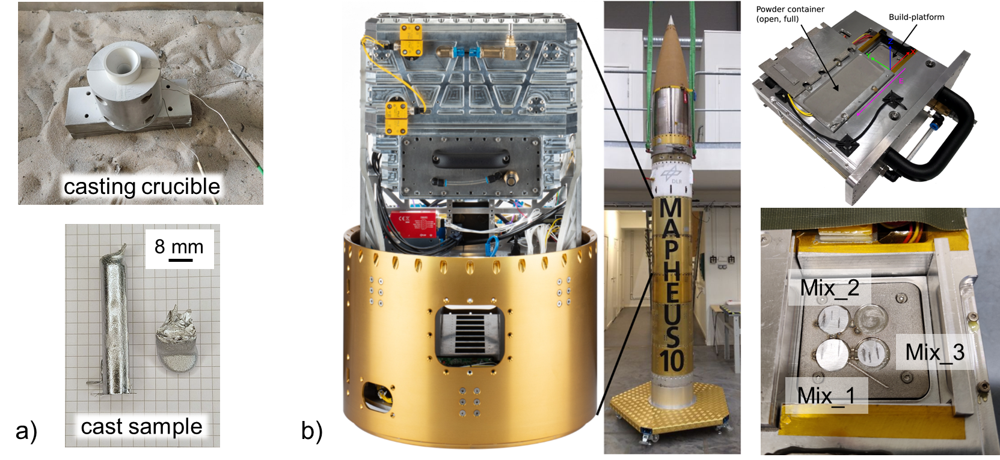 casting crucible
8 mm
cast sample
a)
b)
DLR
MAPHEUS
10
Powder container
(open, full)
Build-platform
Z
Y
X
Mix_2
Mix_3
Mix_1